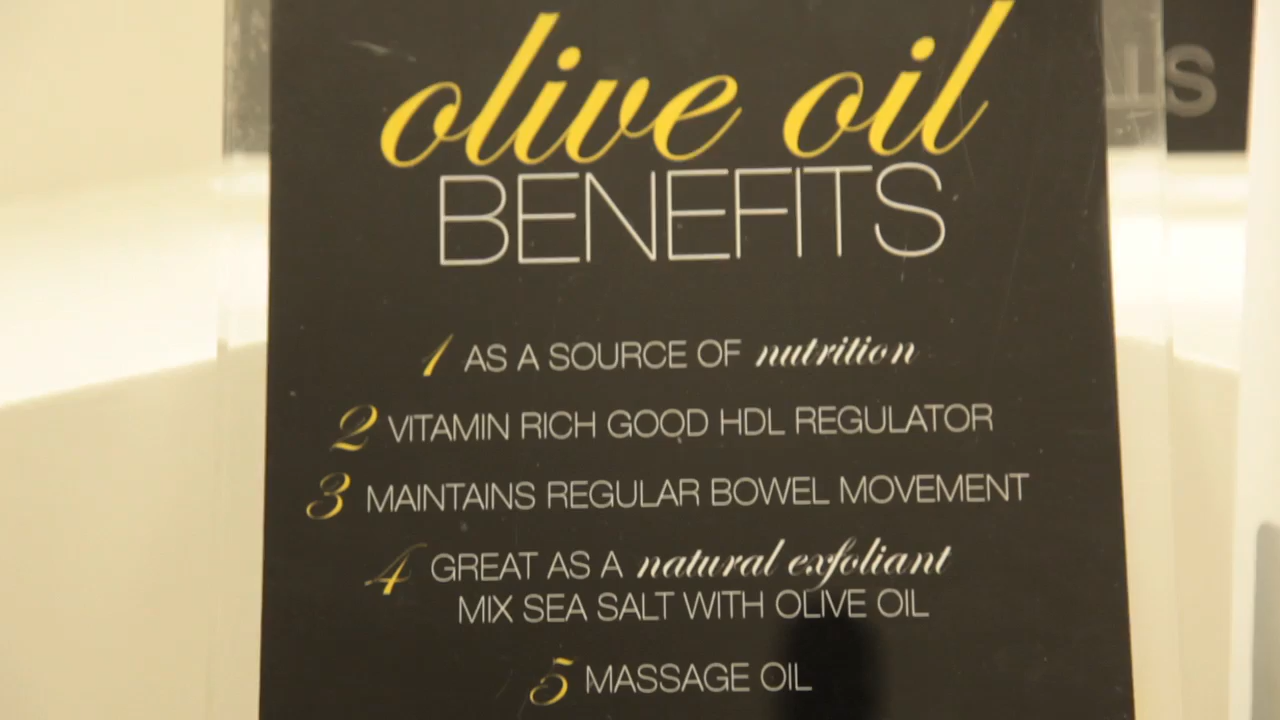 olive oil
BENEFITS
1 AS A SOURCE OF nutrition
2 VITAMIN RICH GOOD HDL REGULATOR
3 MAINTAINS REGULAR BOWEL MOVEMENT
4 GREAT AS A natural exfoliant
MIX SEA SALT WITH OLIVE OIL
5 MASSAGE OIL